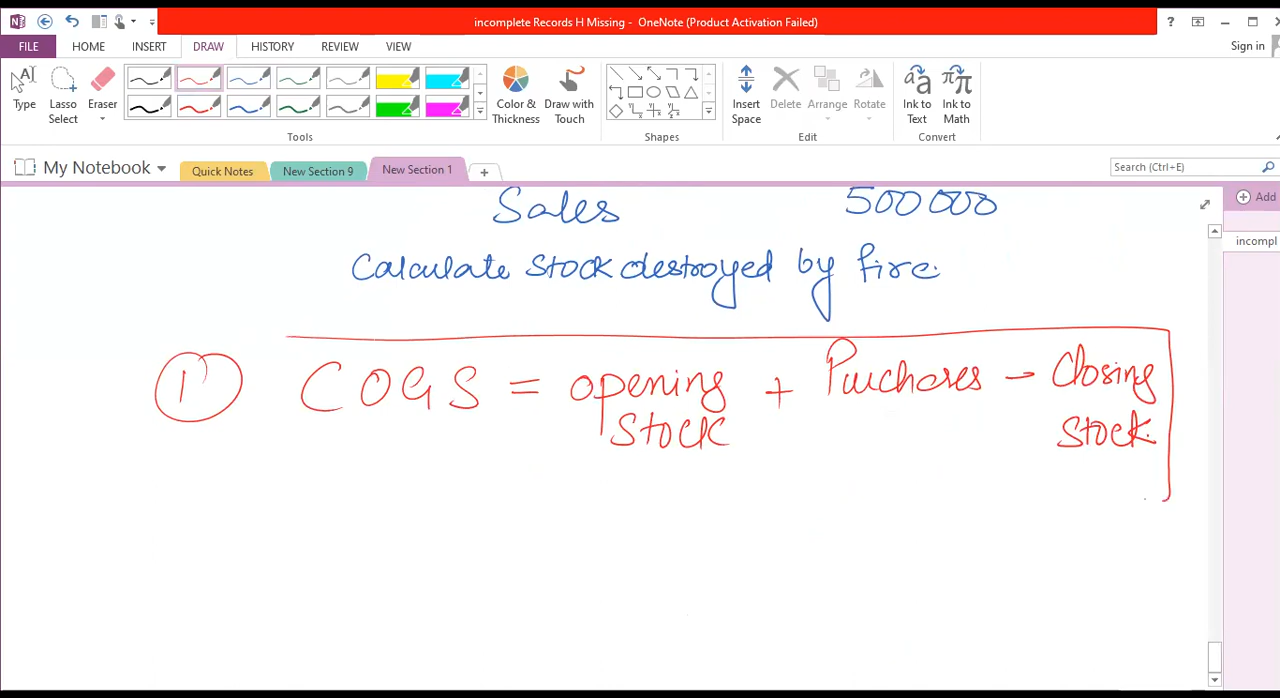 incomplete Records H Missing - OneNote (Product Activation Failed)
?
FILE HOME INSERT DRAW HISTORY REVIEW VIEW
Sign in
Type
Lasso Select
Eraser
Color & Thickness
Draw with Touch
Insert Space
Delete
Arrange
Rotate
Ink to Text
Ink to Math
Tools
Shapes
Edit
Convert
My Notebook
Quick Notes
New Section 9
New Section 1
Search (Ctrl+E)
Add
incompl
Sales 500000
Calculate stock destroyed by fire.
1 COGS = opening stock + Purchases - Closing stock.